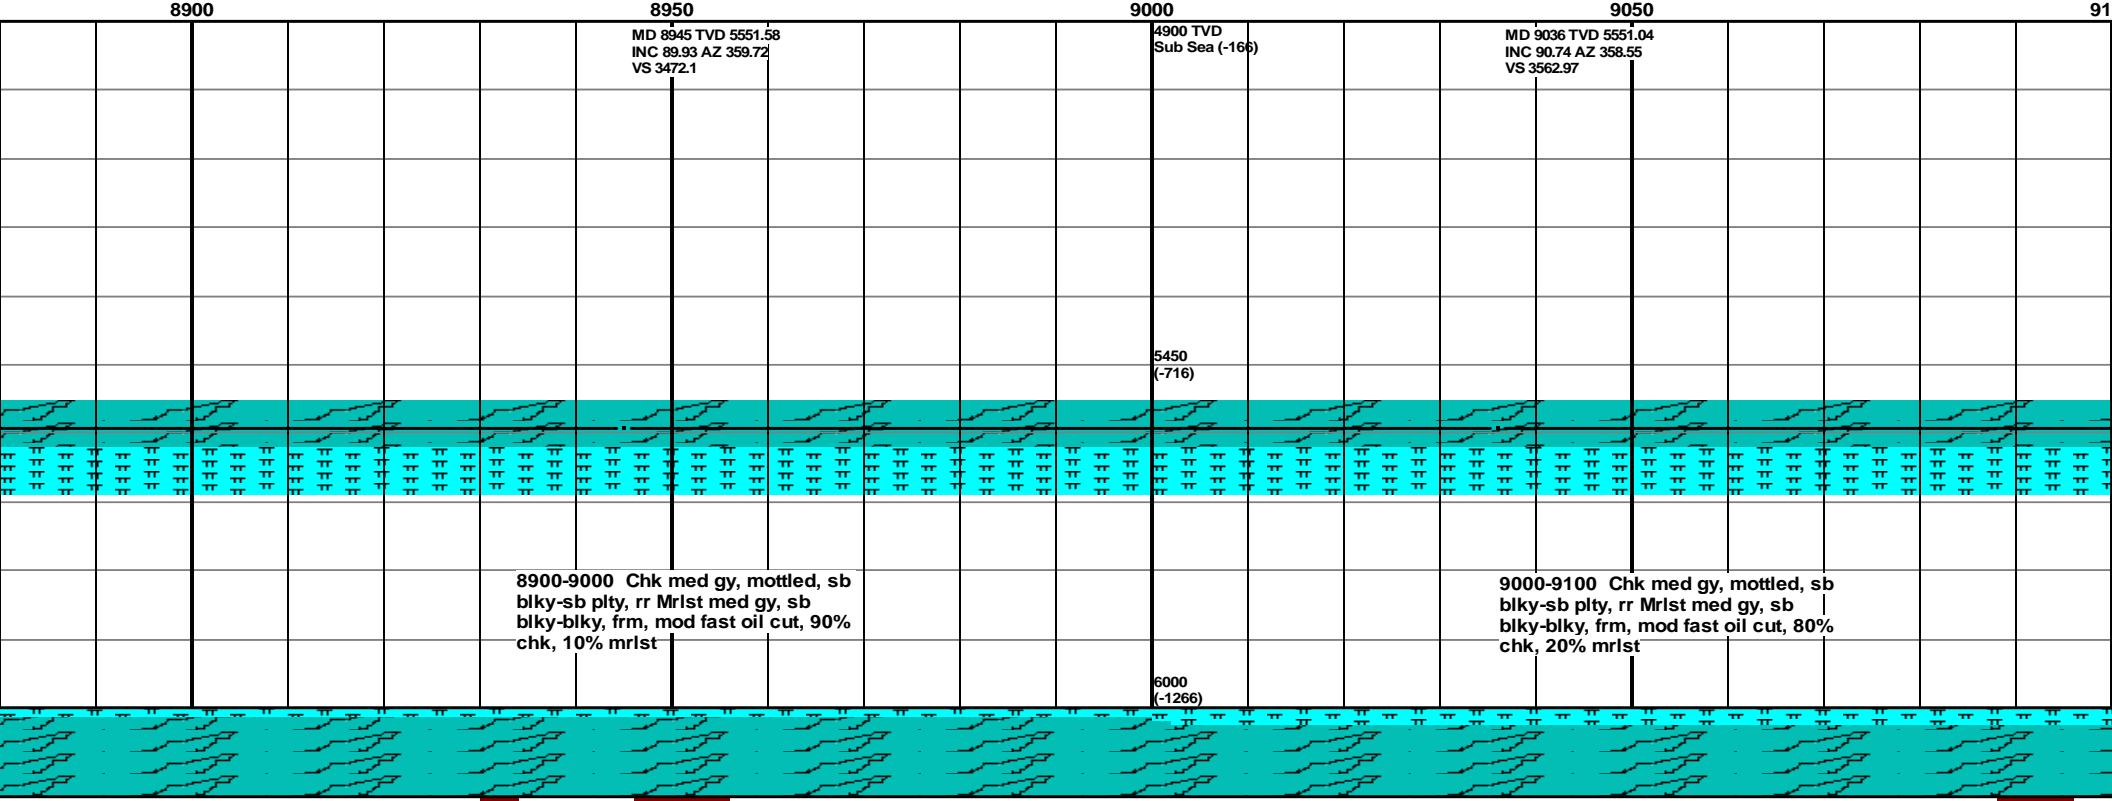 8900 8950 9000 9050 91
MD 8945 TVD 5551.58
INC 89.93 AZ 359.72
VS 3472.1
4900 TVD
Sub Sea (-166)
MD 9036 TVD 5551.04
INC 90.74 AZ 358.55
VS 3562.97
5450
(-716)
8900-9000 Chk med gy, mottled, sb
blky-sb plty, rr Mrlst med gy, sb
blky-blky, frm, mod fast oil cut, 90%
chk, 10% mrlst
9000-9100 Chk med gy, mottled, sb
blky-sb plty, rr Mrlst med gy, sb
blky-blky, frm, mod fast oil cut, 80%
chk, 20% mrlst
6000
(-1266)